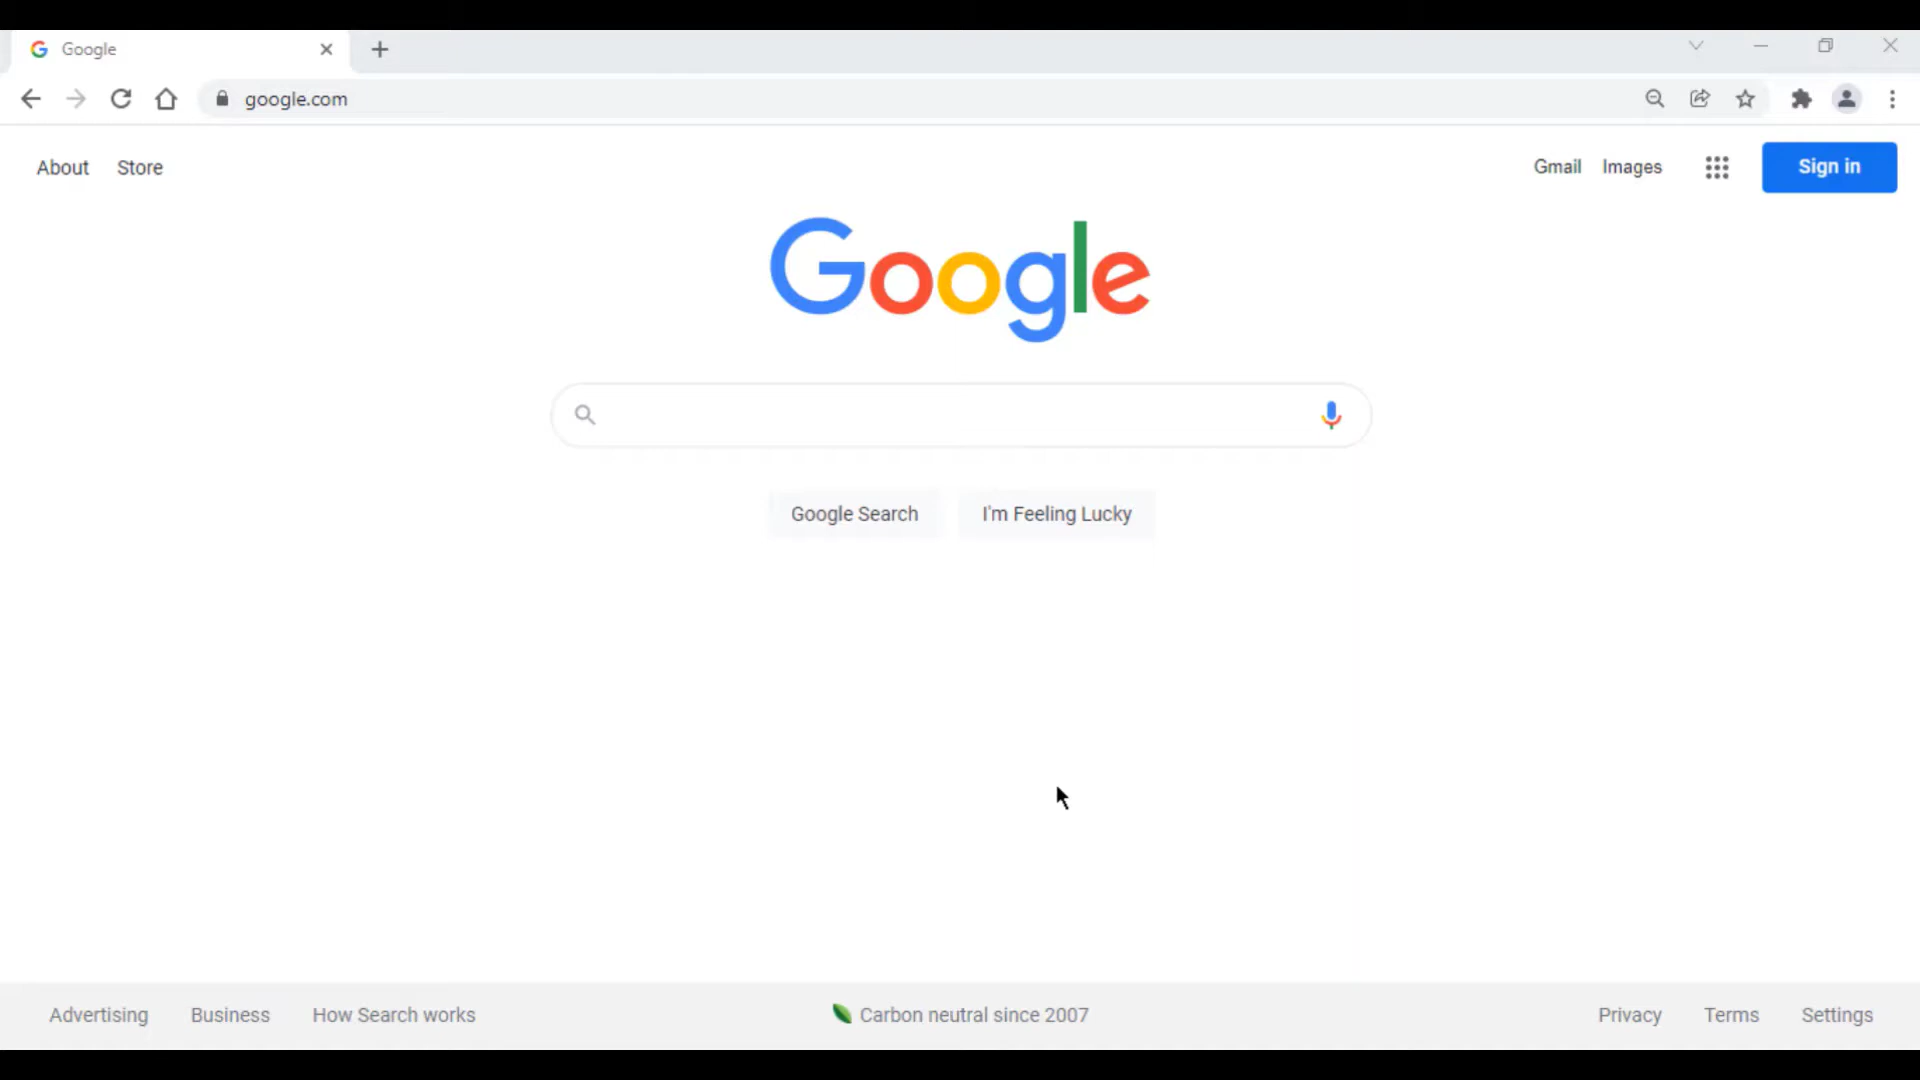 Google
google.com
About Store
Gmail Images Sign in
Google
Google Search I'm Feeling Lucky
Advertising Business How Search works
Carbon neutral since 2007
Privacy Terms Settings